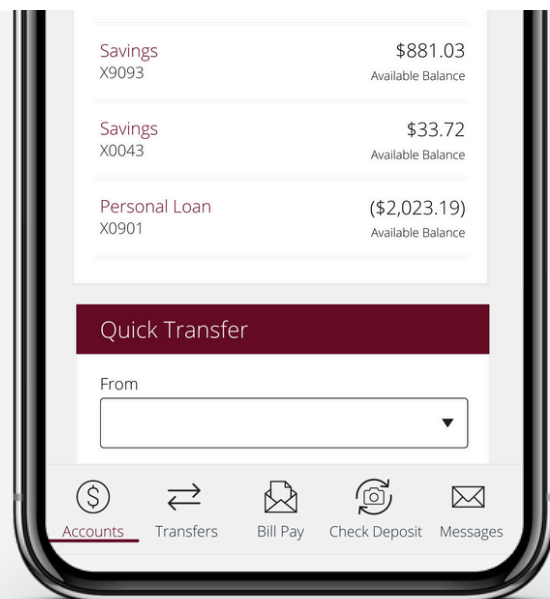 Savings
$881.03
X9093
Available Balance
Savings
$33.72
X0043
Available Balance
Personal Loan
($2,023.19)
X0901
Available Balance
Quick Transfer
From
Accounts
Transfers
Bill Pay
Check Deposit
Messages